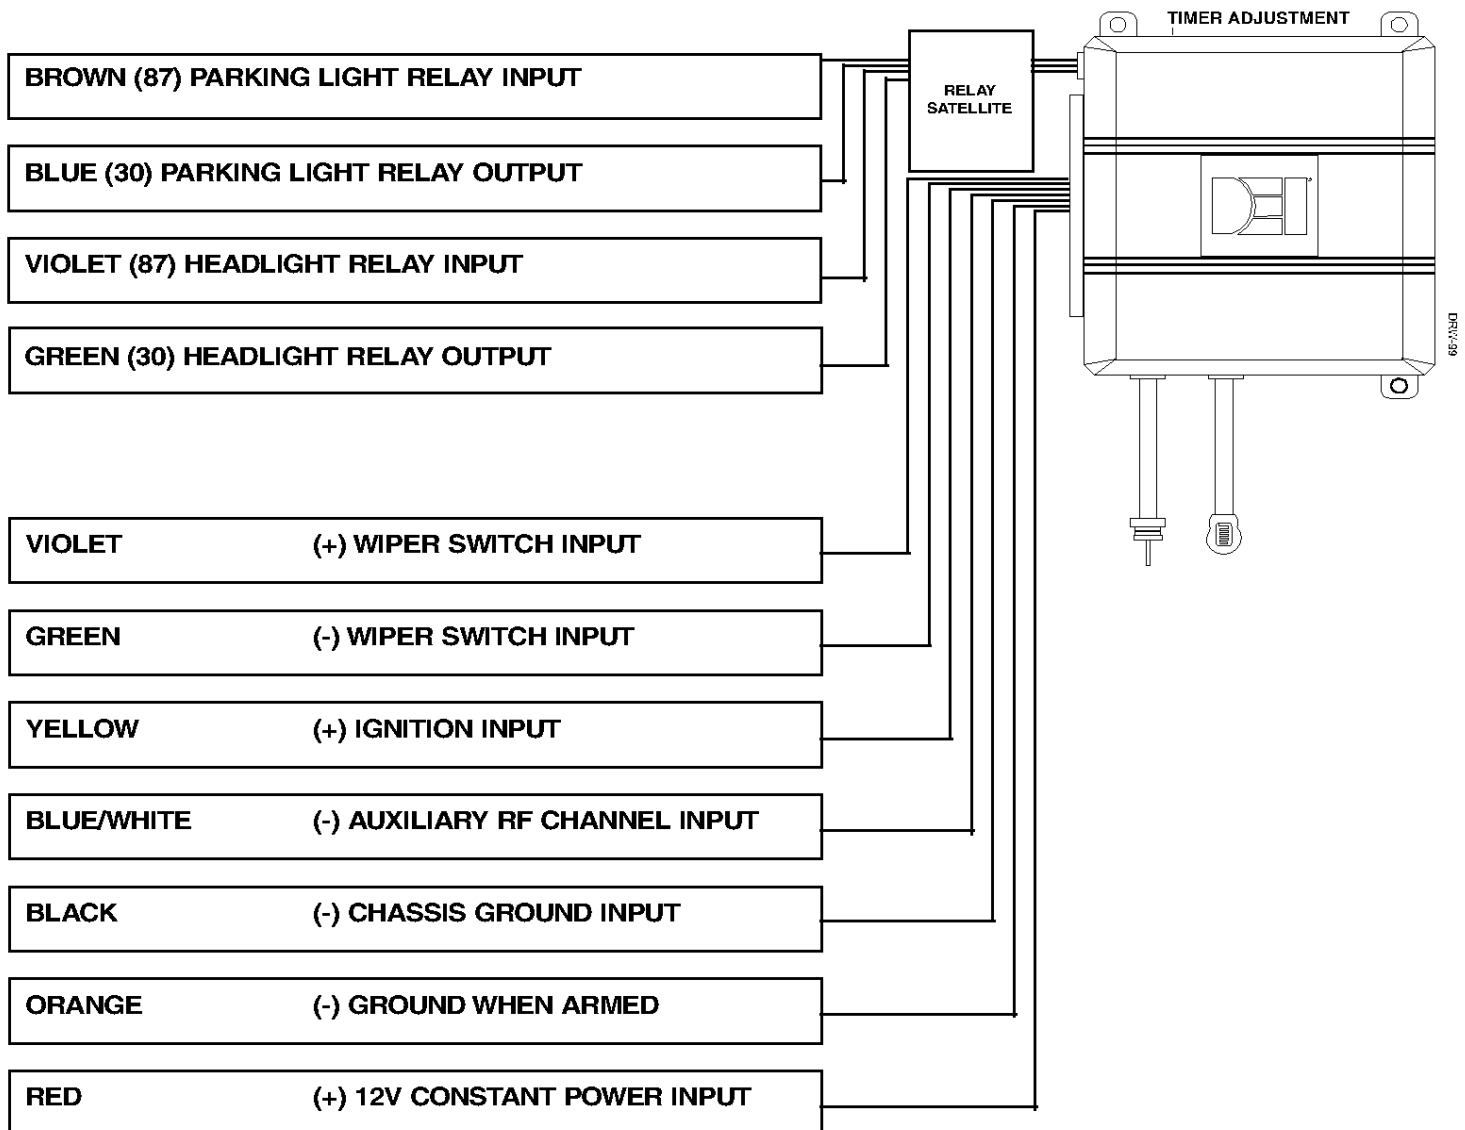 TIMER ADJUSTMENT
BROWN (87) PARKING LIGHT RELAY INPUT
RELAY
SATELLITE
BLUE (30) PARKING LIGHT RELAY OUTPUT
VIOLET (87) HEADLIGHT RELAY INPUT
GREEN (30) HEADLIGHT RELAY OUTPUT
DRW-99
VIOLET (+) WIPER SWITCH INPUT
GREEN (-) WIPER SWITCH INPUT
YELLOW (+) IGNITION INPUT
BLUE/WHITE (-) AUXILIARY RF CHANNEL INPUT
BLACK (-) CHASSIS GROUND INPUT
ORANGE (-) GROUND WHEN ARMED
RED (+) 12V CONSTANT POWER INPUT